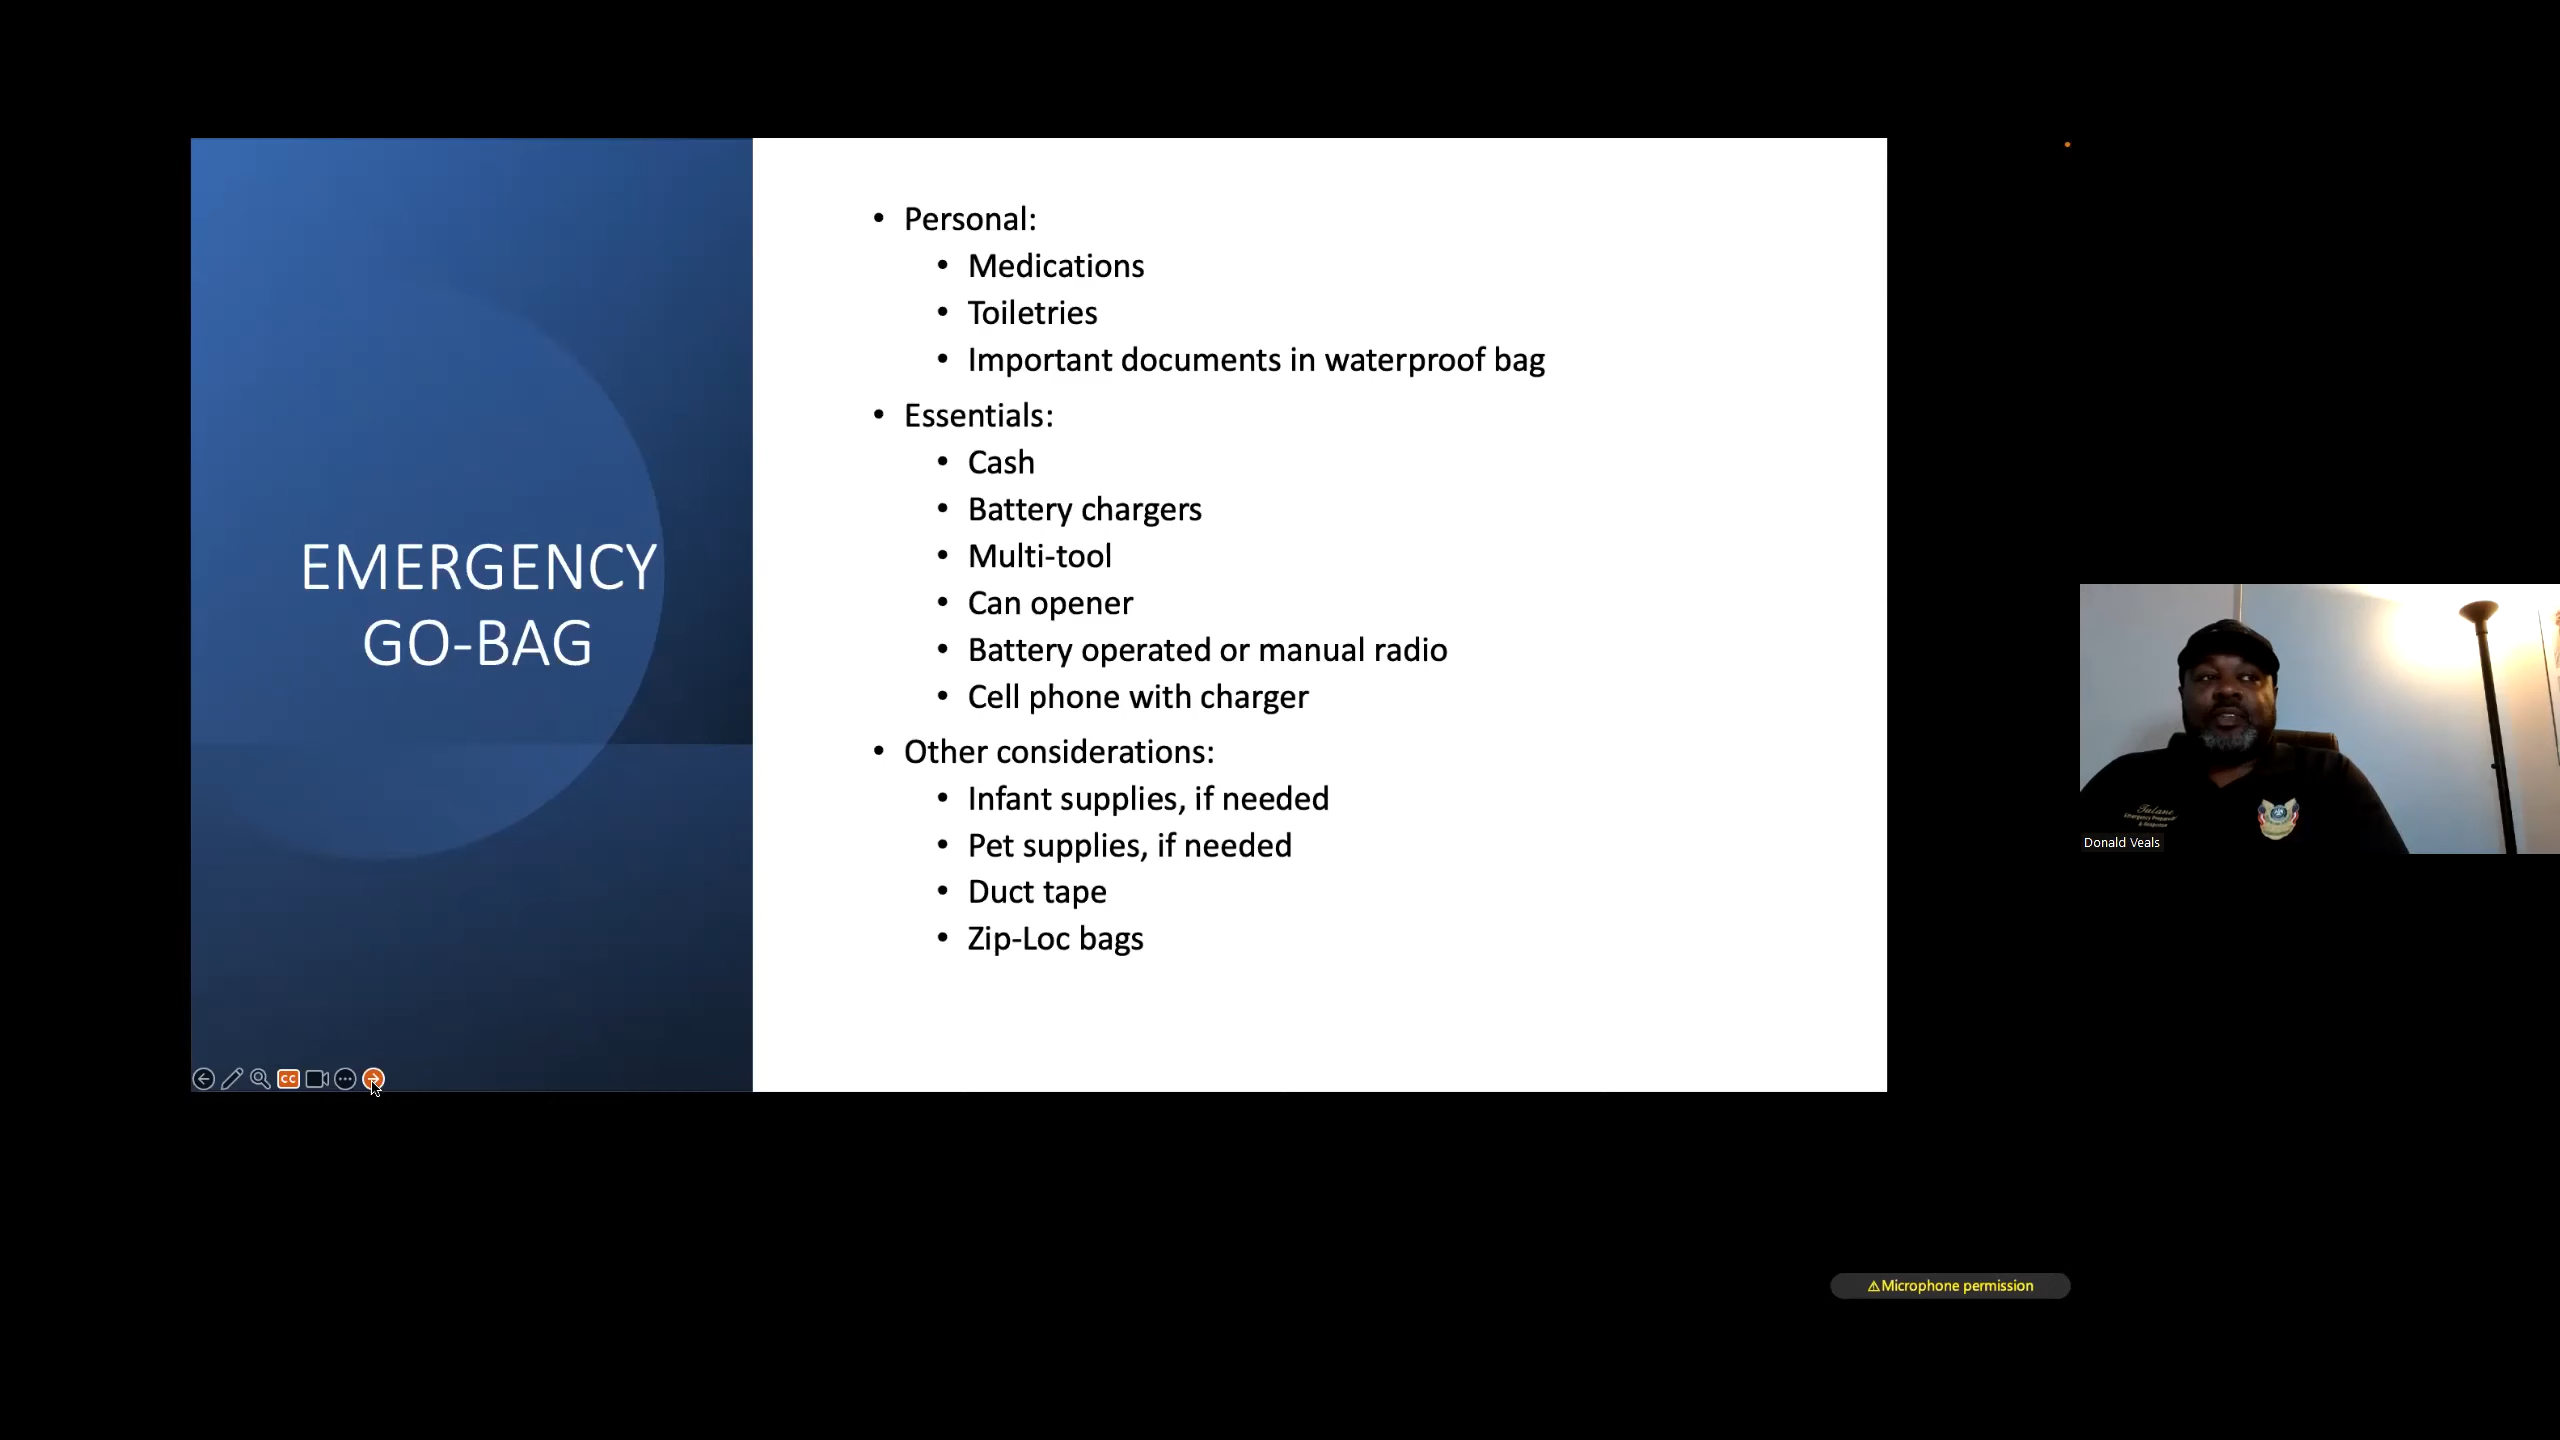 EMERGENCY
GO-BAG
• Personal:
• Medications
• Toiletries
• Important documents in waterproof bag
• Essentials:
• Cash
• Battery chargers
• Multi-tool
• Can opener
• Battery operated or manual radio
• Cell phone with charger
• Other considerations:
• Infant supplies, if needed
• Pet supplies, if needed
• Duct tape
• Zip-Loc bags
CC
Tulane
Donald Veals
⚠Microphone permission